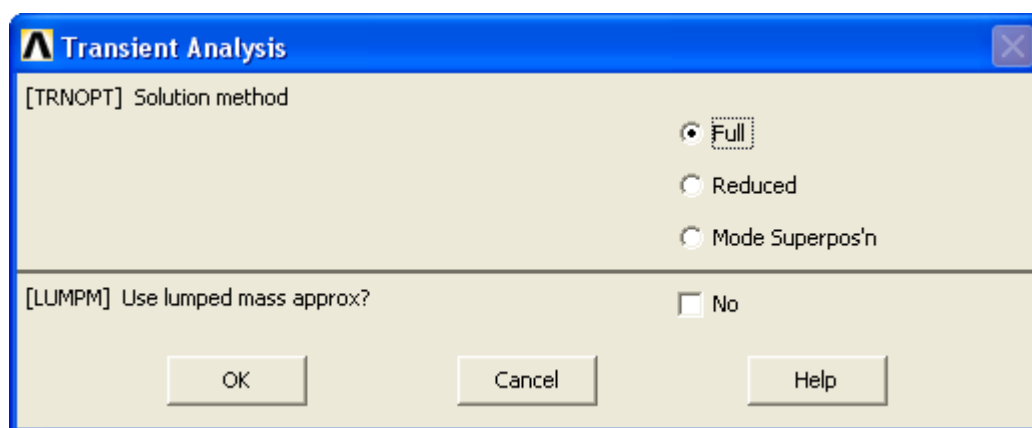 Transient Analysis
[TRNOPT] Solution method
Full
Reduced
Mode Superpos'n
[LUMPM] Use lumped mass approx?
No
OK
Cancel
Help